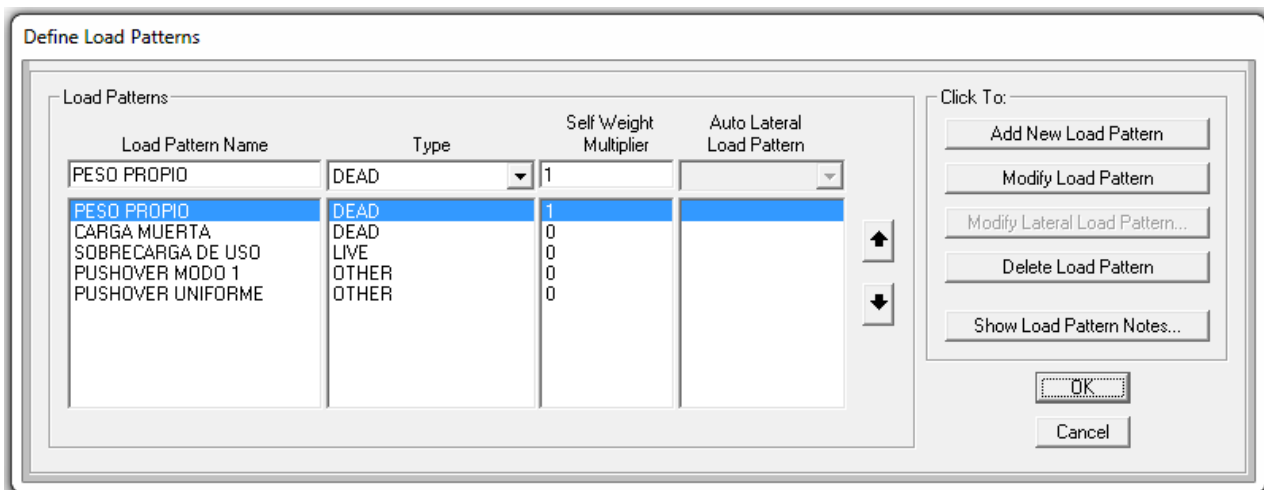 Define Load Patterns
Load Patterns
Load Pattern Name
Type
Self Weight
Multiplier
Auto Lateral
Load Pattern
PESO PROPIO DEAD 1
PESO PROPIO DEAD 1
CARGA MUERTA DEAD 0
SOBRECARGA DE USO LIVE 0
PUSHOVER MODO 1 OTHER 0
PUSHOVER UNIFORME OTHER 0
Click To:
Add New Load Pattern
Modify Load Pattern
Modify Lateral Load Pattern...
Delete Load Pattern
Show Load Pattern Notes...
OK
Cancel